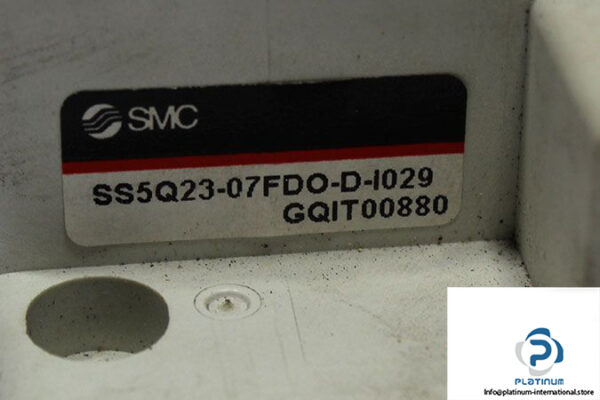 SMC
SS5Q23-07FDO-D-I029
GQIT00880
PLATINUM
Info@platinum-international.store